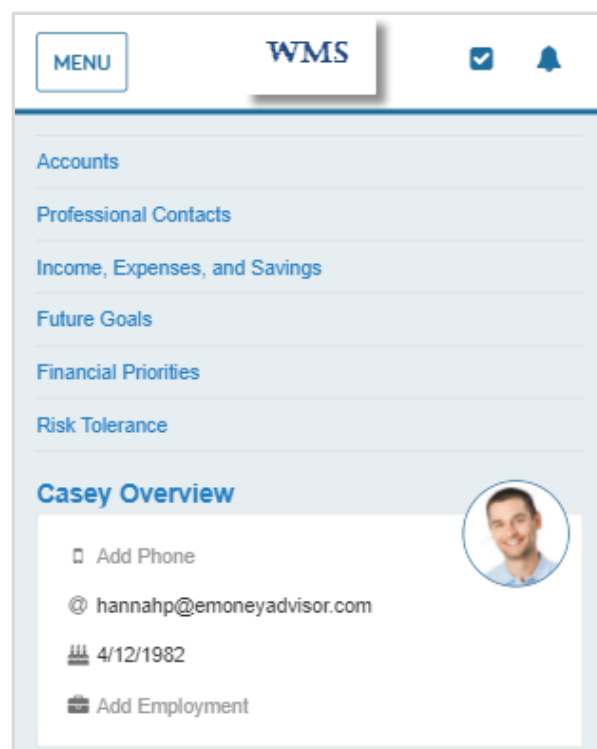 MENU
WMS
Accounts
Professional Contacts
Income, Expenses, and Savings
Future Goals
Financial Priorities
Risk Tolerance
Casey Overview
Add Phone
@ hannahp@emoneyadvisor.com
4/12/1982
Add Employment